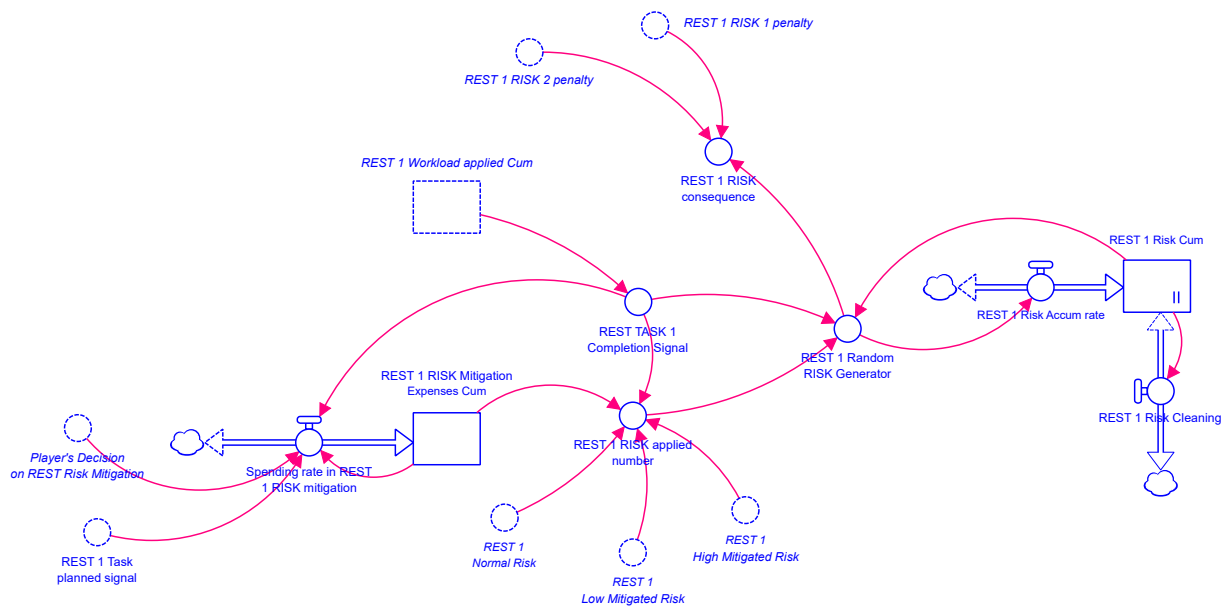 REST 1 RISK 1 penalty
REST 1 RISK 2 penalty
REST 1 Workload applied Cum
REST 1 RISK
consequence
REST 1 Risk Cum
REST 1 Risk Accum rate
REST TASK 1
Completion Signal
REST 1 Random
RISK Generator
REST 1 RISK Mitigation
Expenses Cum
REST 1 Risk Cleaning
REST 1 RISK applied
number
Player's Decision
on REST Risk Mitigation
Spending rate in REST
1 RISK mitigation
REST 1 Task
planned signal
REST 1
Normal Risk
REST 1
High Mitigated Risk
REST 1
Low Mitigated Risk